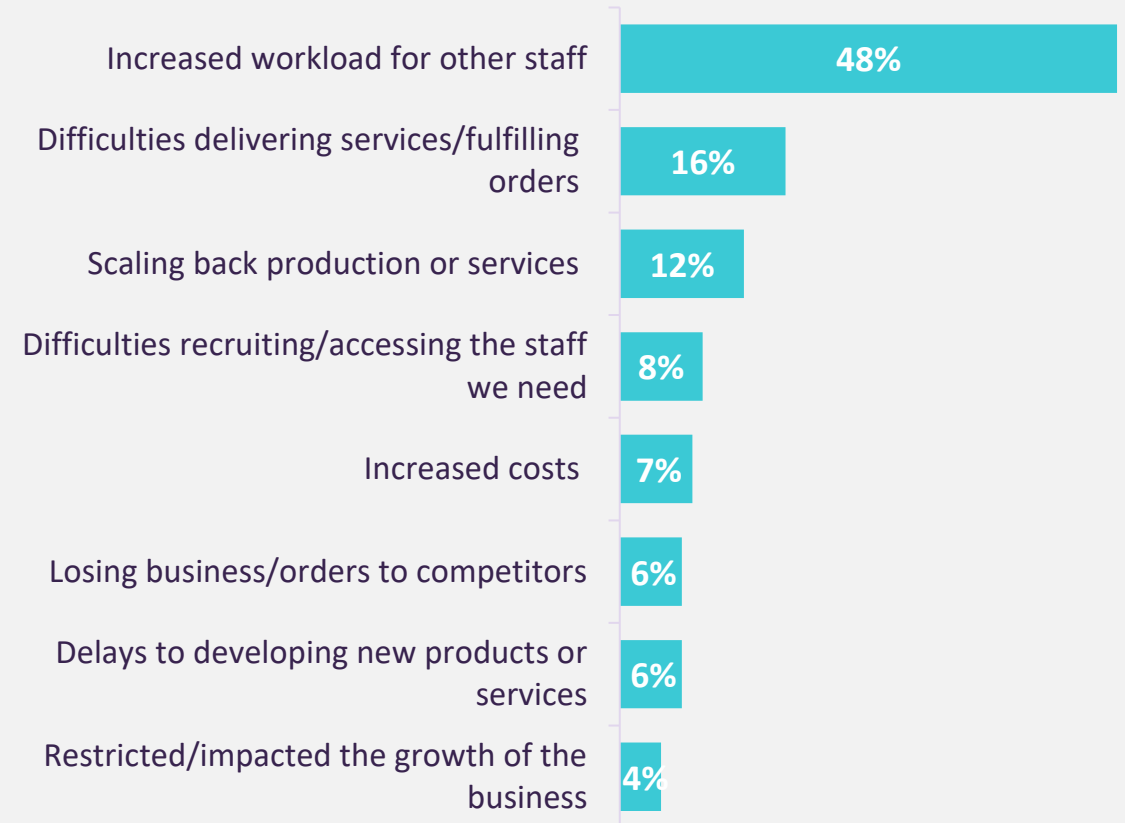 Increased workload for other staff
48%
Difficulties delivering services/fulfilling
orders
16%
Scaling back production or services
12%
Difficulties recruiting/accessing the staff
we need
8%
Increased costs
7%
Losing business/orders to competitors
6%
Delays to developing new products or
services
6%
Restricted/impacted the growth of the
business
4%